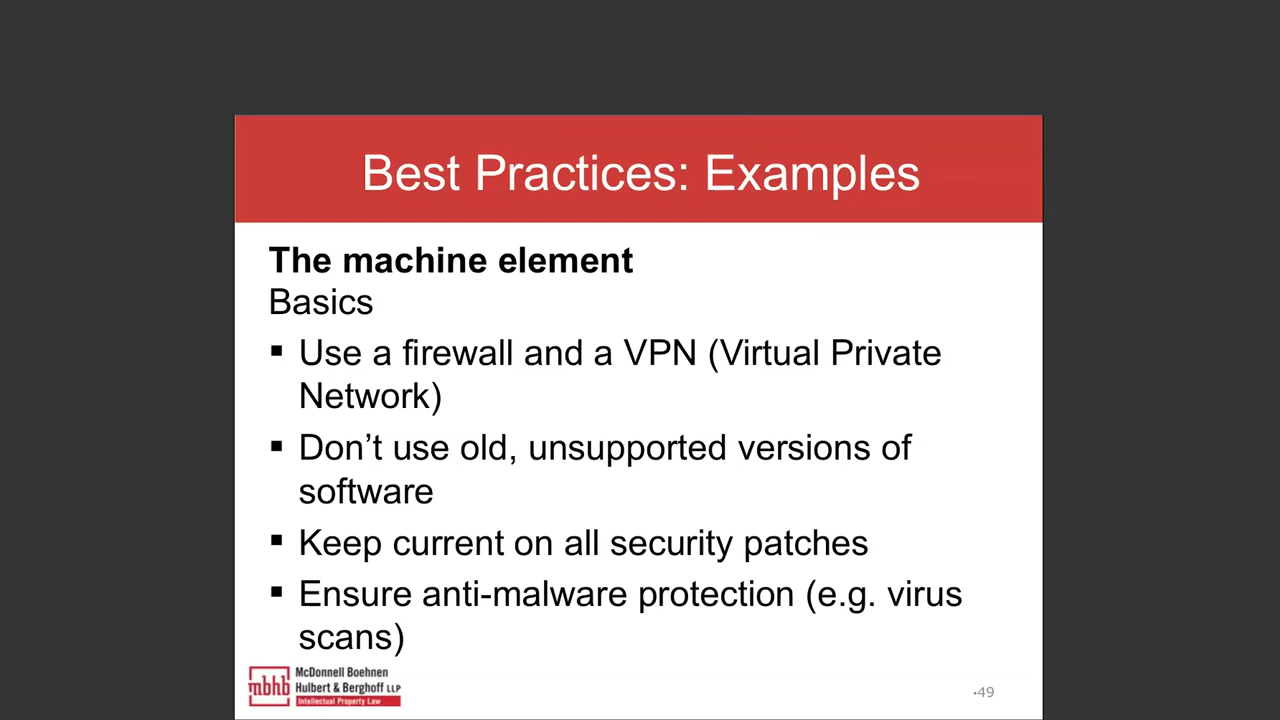 Best Practices: Examples
The machine element
Basics
▪ Use a firewall and a VPN (Virtual Private
Network)
▪ Don’t use old, unsupported versions of
software
▪ Keep current on all security patches
▪ Ensure anti-malware protection (e.g. virus
scans)
mbhb
McDonnell Boehnen
Hulbert & Berghoff LLP
Intellectual Property Law
•49